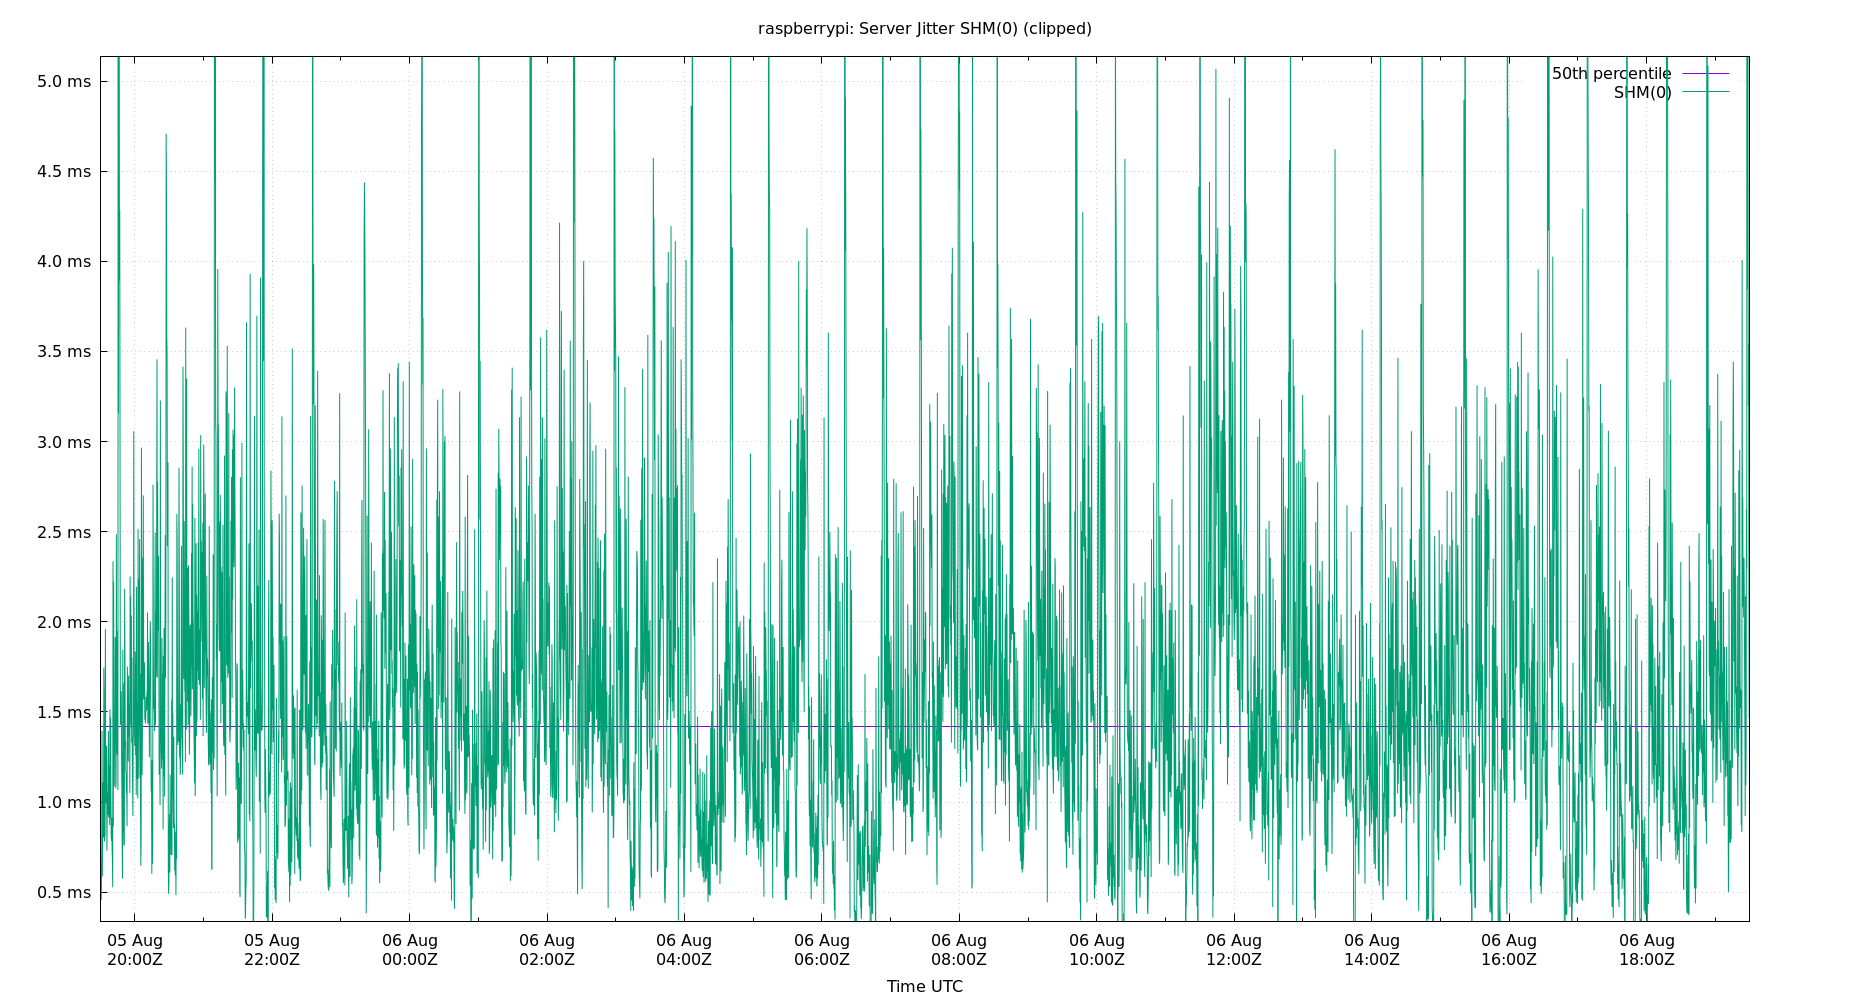 raspberrypi: Server Jitter SHM(0) (clipped)
50th percentile
SHM(0)
5.0 ms
4.5 ms
4.0 ms
3.5 ms
3.0 ms
2.5 ms
2.0 ms
1.5 ms
1.0 ms
0.5 ms
05 Aug 05 Aug 06 Aug 06 Aug 06 Aug 06 Aug 06 Aug 06 Aug 06 Aug 06 Aug 06 Aug 06 Aug
20:00Z 22:00Z 00:00Z 02:00Z 04:00Z 06:00Z 08:00Z 10:00Z 12:00Z 14:00Z 16:00Z 18:00Z
Time UTC